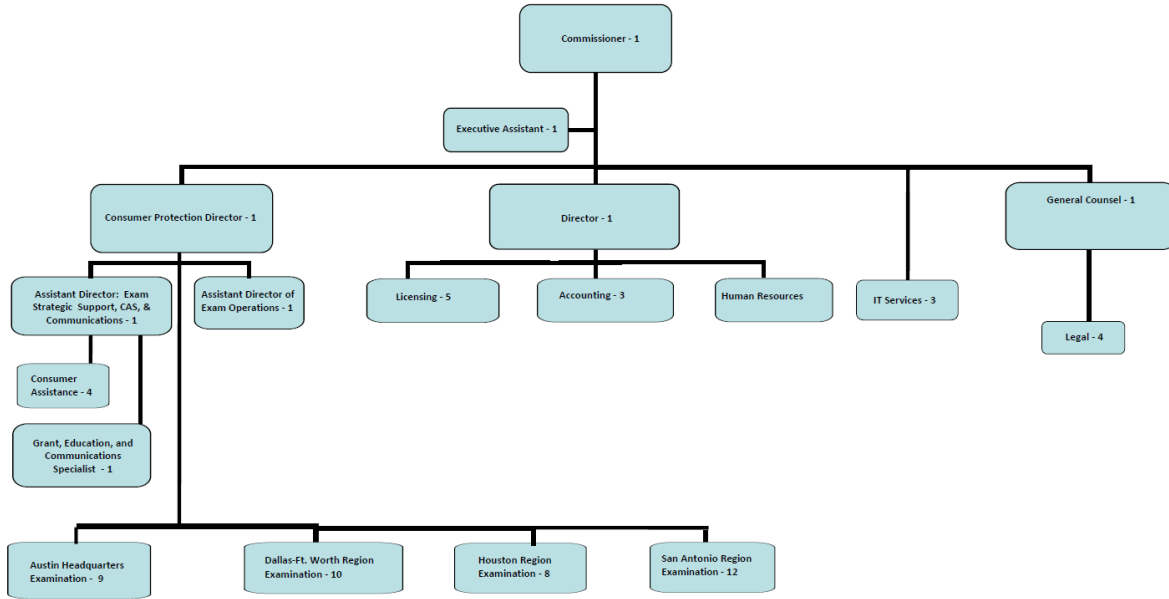 Commissioner - 1
Executive Assistant - 1
Consumer Protection Director - 1
Director - 1
General Counsel - 1
Assistant Director: Exam
Strategic Support, CAS, &
Communications - 1
Assistant Director of
Exam Operations - 1
Licensing - 5
Accounting - 3
Human Resources
IT Services - 3
Legal - 4
Consumer
Assistance - 4
Grant, Education, and
Communications
Specialist - 1
Austin Headquarters
Examination - 9
Dallas-Ft. Worth Region
Examination - 10
Houston Region
Examination - 8
San Antonio Region
Examination - 12